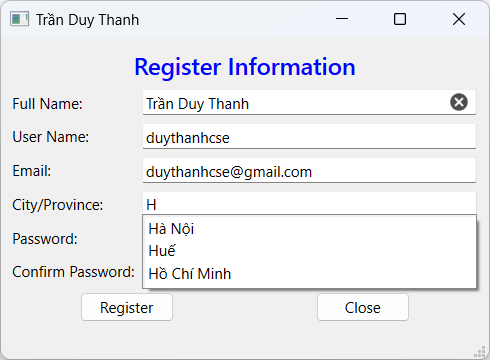 Trần Duy Thanh
Register Information
Full Name: Trần Duy Thanh
User Name: duythanhcse
Email: duythanhcse@gmail.com
City/Province: H
Hà Nội
Password:
Huế
Confirm Password: Hồ Chí Minh
Register Close